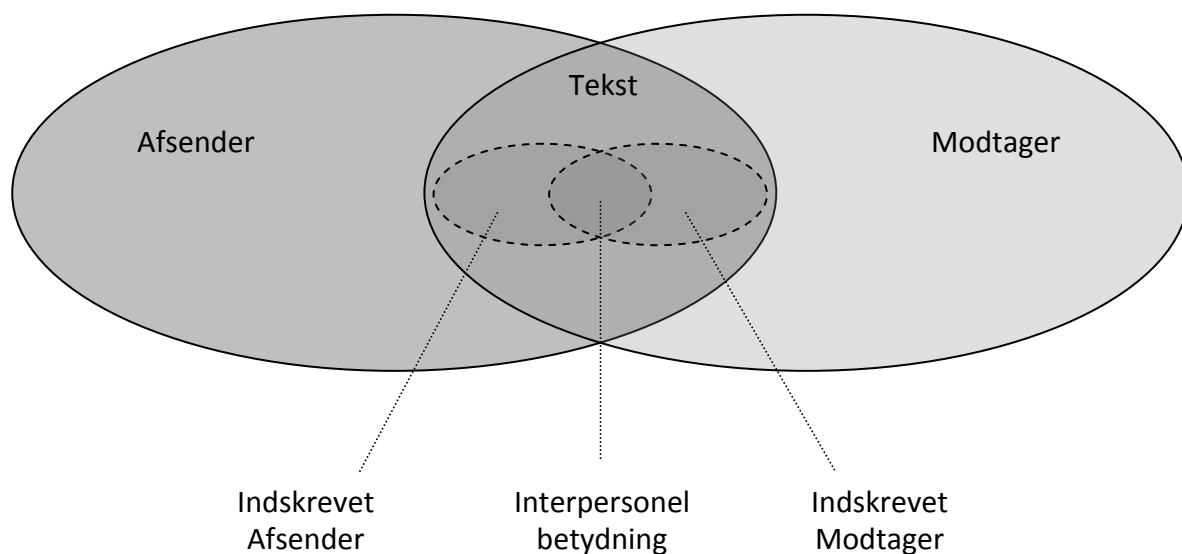 Tekst
Afsender
Modtager
Indskrevet
Afsender
Interpersonel
betydning
Indskrevet
Modtager